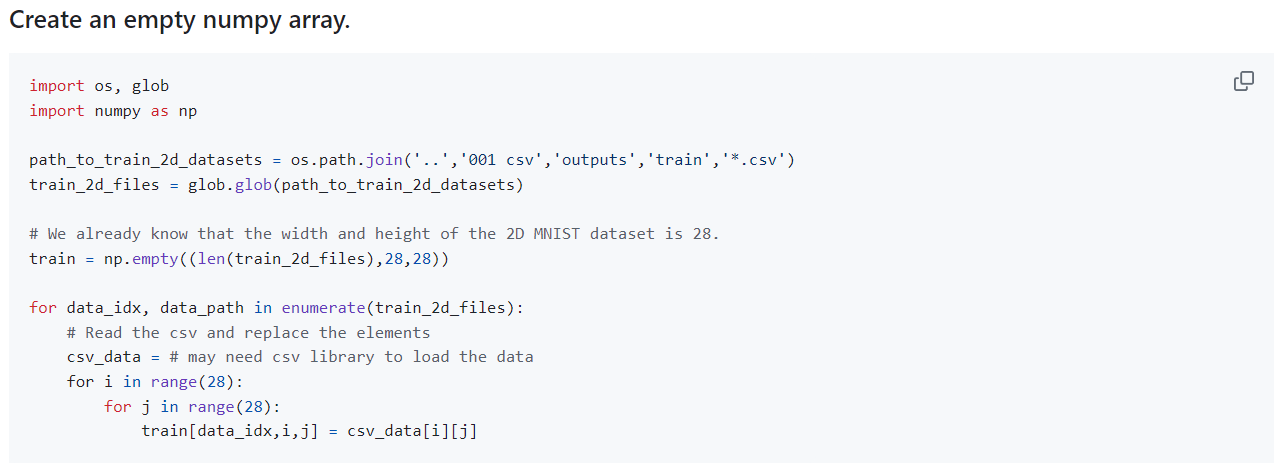 Create an empty numpy array.
import os, glob
import numpy as np
path_to_train_2d_datasets = os.path.join('..','001 csv','outputs','train','*.csv')
train_2d_files = glob.glob(path_to_train_2d_datasets)
# We already know that the width and height of the 2D MNIST dataset is 28.
train = np.empty((len(train_2d_files),28,28))
for data_idx, data_path in enumerate(train_2d_files):
    # Read the csv and replace the elements
    csv_data = # may need csv library to load the data
    for i in range(28):
        for j in range(28):
            train[data_idx,i,j] = csv_data[i][j]